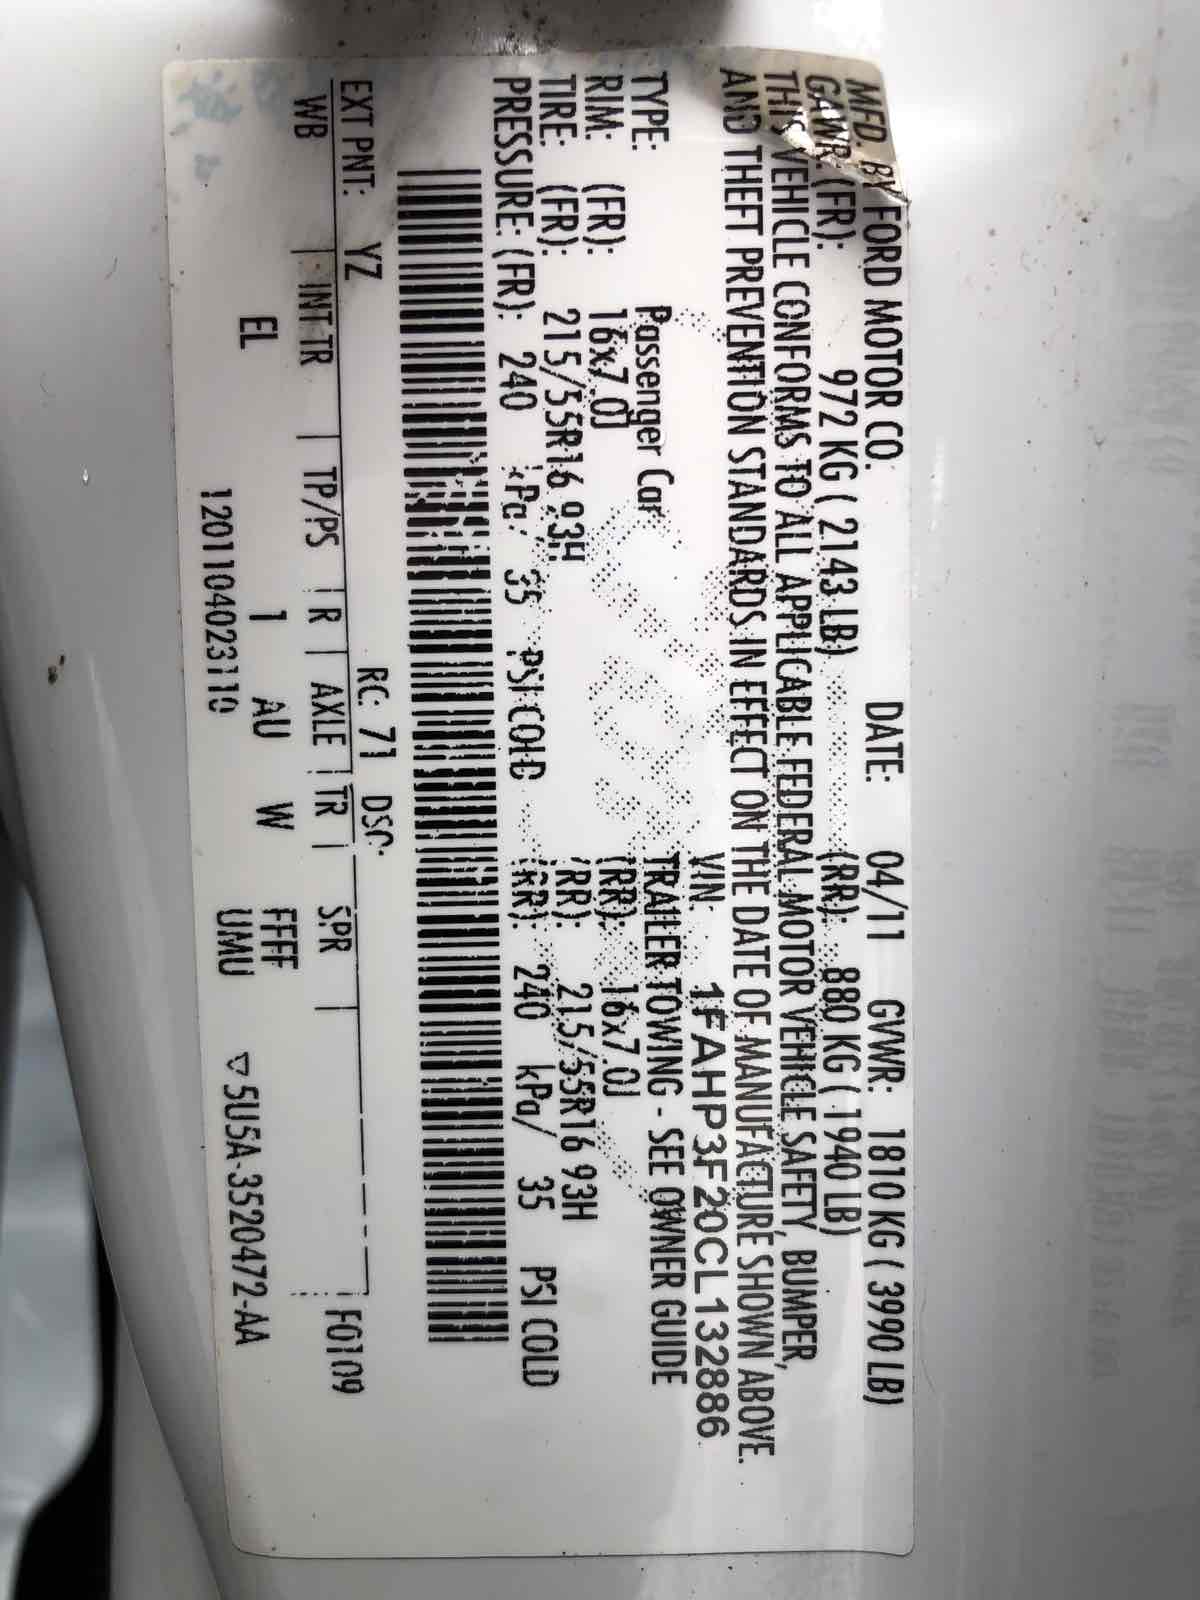 MFD. BY FORD MOTOR CO. DATE: 04/11 GVWR: 1810 KG ( 3990 LB)
GAWR: (FR): 972 KG ( 2143 LB) (RR): 880 KG ( 1940 LB)
THIS VEHICLE CONFORMS TO ALL APPLICABLE FEDERAL MOTOR VEHICLE SAFETY, BUMPER,
AND THEFT PREVENTION STANDARDS IN EFFECT ON THE DATE OF MANUFACTURE SHOWN ABOVE.
VIN: 1FAHP3F20CL132886
TYPE: Passenger Car TRAILER TOWING - SEE OWNER GUIDE
RIM: (FR): 16x7.0J (RR): 16x7.0J
TIRE: (FR): 215/55R16 93H (RR): 215/55R16 93H
PRESSURE: (FR): 240 kPa/ 35 PSI COLD (RR): 240 kPa/ 35 PSI COLD
EXT PNT: YZ RC: 71 DSO: F0109
WB INT TR TP/PS R AXLE TR SPR
EL 1 AU W FFFF
1201104023110 UMU ▽5U5A-3520472-AA